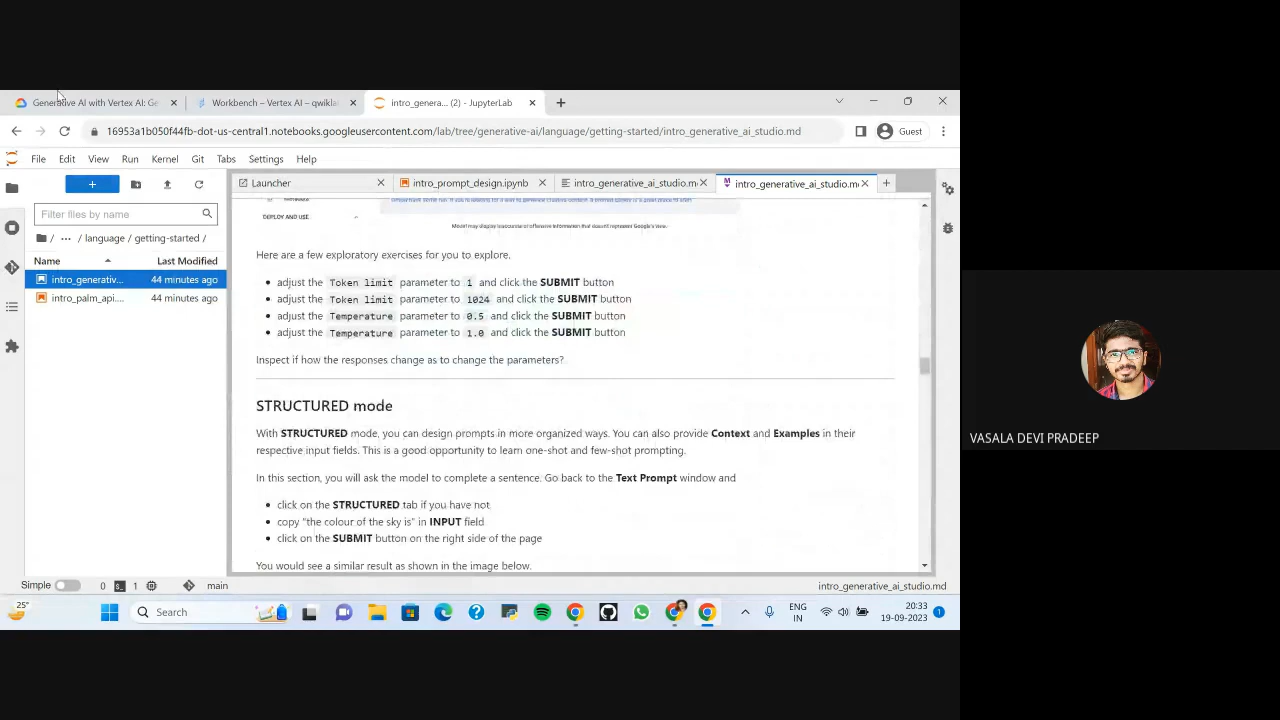 Generative AI with Vertex AI: Ge
Workbench – Vertex AI – qwikla
intro_genera... (2) - JupyterLab
16953a1b050f44fb-dot-us-central1.notebooks.googleusercontent.com/lab/tree/generative-ai/language/getting-started/intro_generative_ai_studio.md
Guest
File Edit View Run Kernel Git Tabs Settings Help
Launcher
intro_prompt_design.ipynb
intro_generative_ai_studio.m
intro_generative_ai_studio.m
Filter files by name
/ ... / language / getting-started /
Name Last Modified
intro_generativ... 44 minutes ago
intro_palm_api.... 44 minutes ago
DEPLOY AND USE
Here are a few exploratory exercises for you to explore.
adjust the Token limit parameter to 1 and click the SUBMIT button
adjust the Token limit parameter to 1024 and click the SUBMIT button
adjust the Temperature parameter to 0.5 and click the SUBMIT button
adjust the Temperature parameter to 1.0 and click the SUBMIT button
Inspect if how the responses change as to change the parameters?
STRUCTURED mode
With STRUCTURED mode, you can design prompts in more organized ways. You can also provide Context and Examples in their
respective input fields. This is a good opportunity to learn one-shot and few-shot prompting.
In this section, you will ask the model to complete a sentence. Go back to the Text Prompt window and
click on the STRUCTURED tab if you have not
copy "the colour of the sky is" in INPUT field
click on the SUBMIT button on the right side of the page
You would see a similar result as shown in the image below.
Simple 0 1 main
intro_generative_ai_studio.md
25°
Search
ENG
IN
20:33
19-09-2023
1
VASALA DEVI PRADEEP